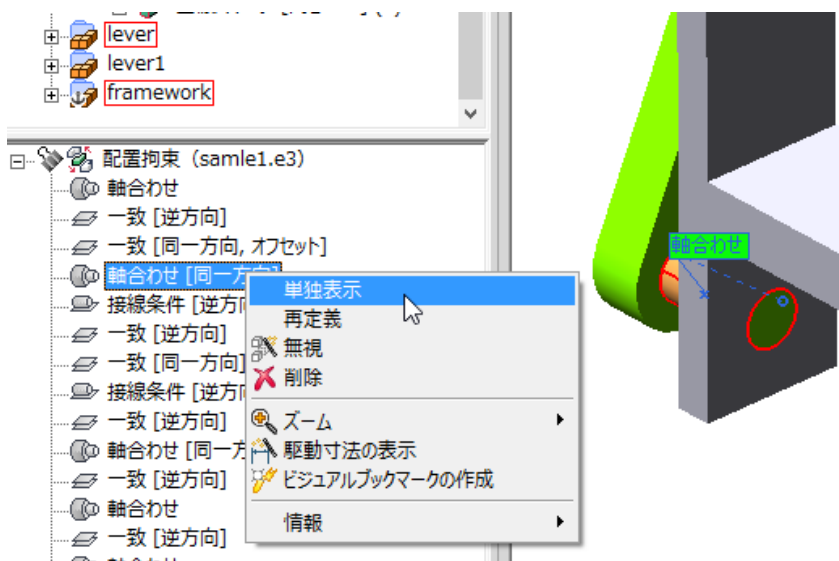 lever
lever1
framework
配置拘束（samle1.e3）
軸合わせ
一致 [逆方向]
一致 [同一方向, オフセット]
軸合わせ [同一方向]
接線条件 [逆方
一致 [逆方向]
一致 [同一方向]
接線条件 [逆方
一致 [逆方向]
軸合わせ [同一方
一致 [逆方向]
軸合わせ
一致 [逆方向]
単独表示
再定義
無視
削除
ズーム
駆動寸法の表示
ビジュアルブックマークの作成
情報
軸合わせ